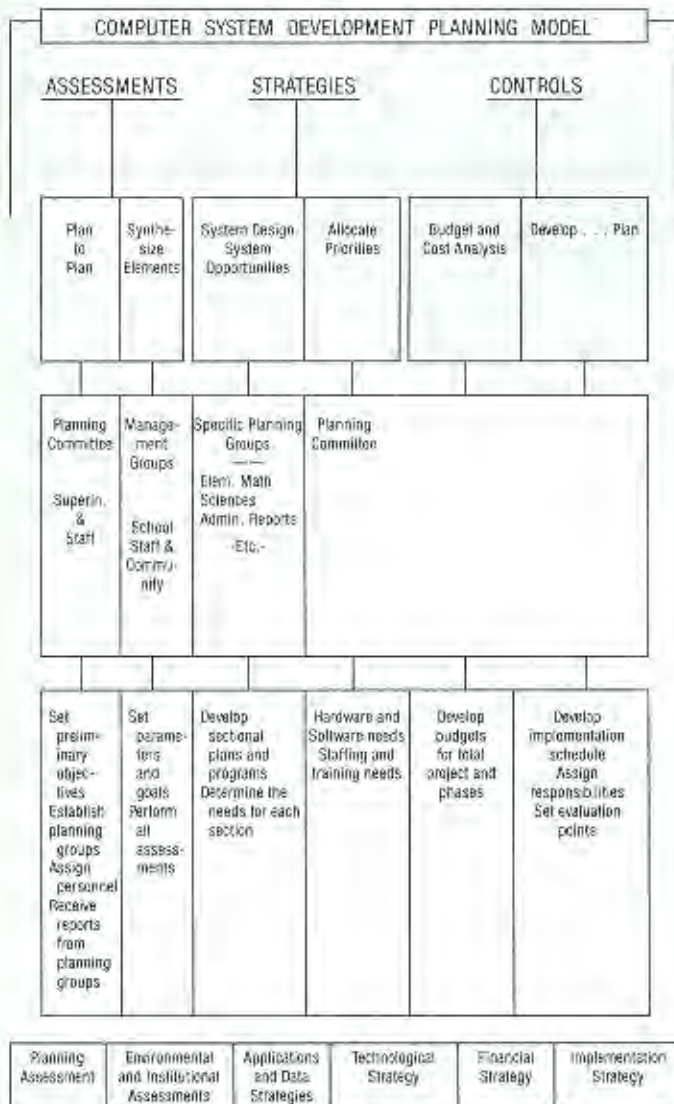 COMPUTER SYSTEM DEVELOPMENT PLANNING MODEL
ASSESSMENTS
STRATEGIES
CONTROLS
Plan
to
Plan
Synthe-
size
Elements
System Design
System
Opportunities
Allocate
Priorities
Budget and
Cost Analysis
Develop . . . Plan
Planning
Committee
Superin.
&
Staff
Manage-
ment
Groups
School
Staff &
Commu-
nity
Specific Planning
Groups
Elem. Math
Sciences
Admin. Reports
-Etc.-
Planning
Committee
Set
prelim-
inary
objec-
tives
Establish
planning
groups
Assign
personnel
Receive
reports
from
planning
groups
Set
parame-
ters
and
goals
Perform
all
assess-
ments
Develop
sectional
plans and
programs
Determine the
needs for each
section
Hardware and
Software needs
Staffing and
training needs
Develop
budgets
for total
project and
phases
Develop
implementation
schedule
Assign
responsibilities
Set evaluation
points
Planning
Assessment
Environmental
and Institutional
Assessments
Applications
and Data
Strategies
Technological
Strategy
Financial
Strategy
Implementation
Strategy